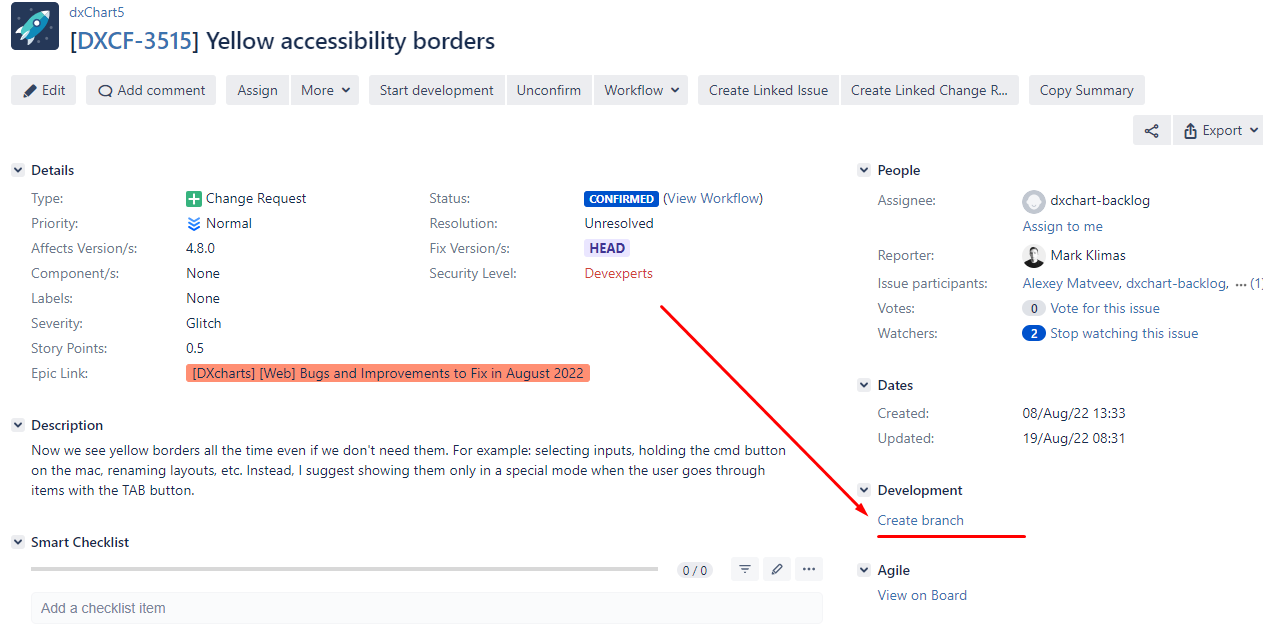 dxChart5
[DXCF-3515] Yellow accessibility borders
Edit Add comment Assign More Start development Unconfirm Workflow Create Linked Issue Create Linked Change R... Copy Summary
Export
Details
Type: Change Request Status: CONFIRMED (View Workflow)
Priority: Normal Resolution: Unresolved
Affects Version/s: 4.8.0 Fix Version/s: HEAD
Component/s: None Security Level: Devexperts
Labels: None
Severity: Glitch
Story Points: 0.5
Epic Link: [DXcharts] [Web] Bugs and Improvements to Fix in August 2022
Description
Now we see yellow borders all the time even if we don't need them. For example: selecting inputs, holding the cmd button
on the mac, renaming layouts, etc. Instead, I suggest showing them only in a special mode when the user goes through
items with the TAB button.
Smart Checklist
0 / 0
Add a checklist item
People
Assignee: dxchart-backlog
Assign to me
Reporter: Mark Klimas
Issue participants: Alexey Matveev, dxchart-backlog, ... (1)
Votes: 0 Vote for this issue
Watchers: 2 Stop watching this issue
Dates
Created: 08/Aug/22 13:33
Updated: 19/Aug/22 08:31
Development
Create branch
Agile
View on Board